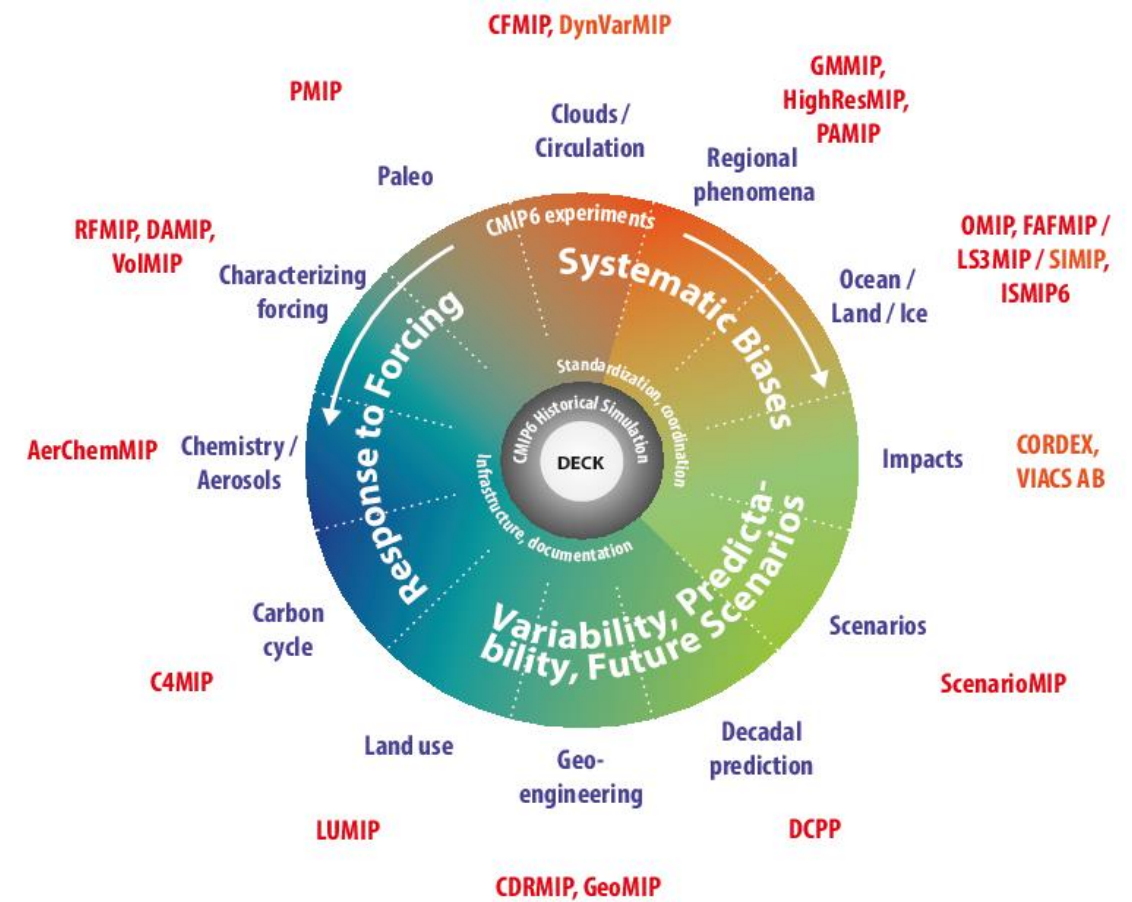 CFMIP, DynVarMIP
GMMIP,
HighResMIP,
PAMIP
PMIP
Clouds /
Circulation
Regional
phenomena
Paleo
RFMIP, DAMIP,
VolMIP
Characterizing
forcing
CMIP6 experiments
OMIP, FAFMIP /
LS3MIP / SIMIP,
ISMIP6
Ocean /
Land / Ice
Systematic Biases
Response to Forcing
Standardization, coordination
CMIP6 Historical Simulation
DECK
Infrastructure, documentation
AerChemMIP
Chemistry /
Aerosols
Impacts
CORDEX,
VIACS AB
Variability, Predicta-
bility, Future Scenarios
Carbon
cycle
Scenarios
C4MIP
ScenarioMIP
Land use
Geo-
engineering
Decadal
prediction
LUMIP
DCPP
CDRMIP, GeoMIP